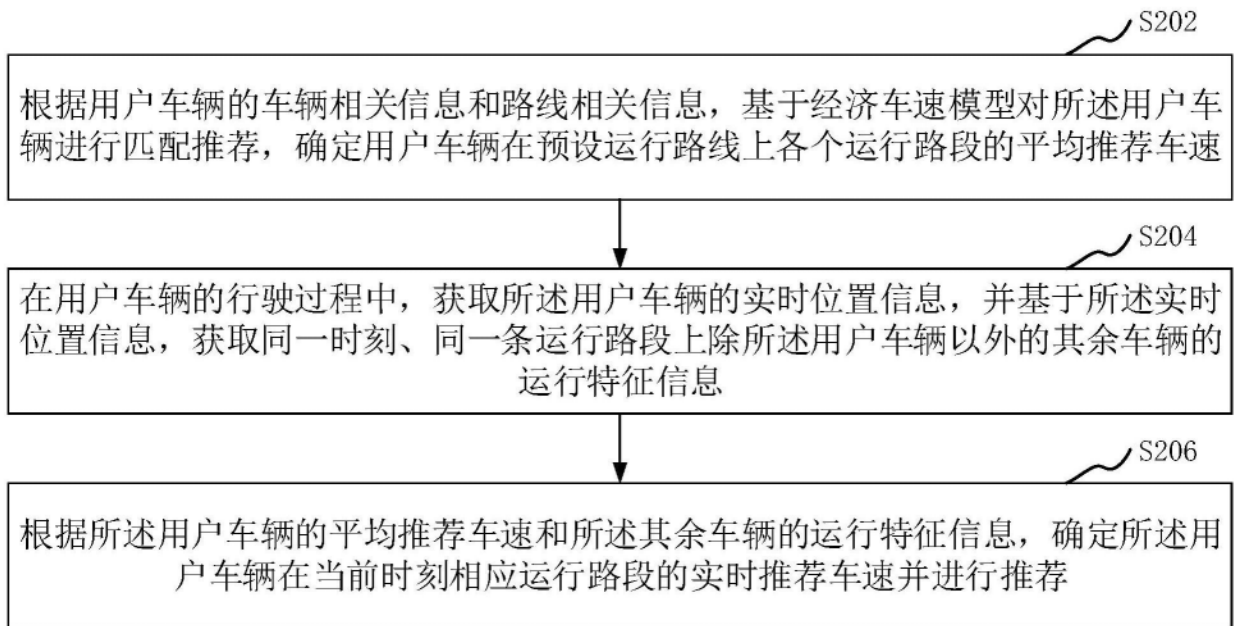 S202
根据用户车辆的车辆相关信息和路线相关信息，基于经济车速模型对所述用户车
辆进行匹配推荐，确定用户车辆在预设运行路线上各个运行路段的平均推荐车速
S204
在用户车辆的行驶过程中，获取所述用户车辆的实时位置信息，并基于所述实时
位置信息，获取同一时刻、同一条运行路段上除所述用户车辆以外的其余车辆的
运行特征信息
S206
根据所述用户车辆的平均推荐车速和所述其余车辆的运行特征信息，确定所述用
户车辆在当前时刻相应运行路段的实时推荐车速并进行推荐